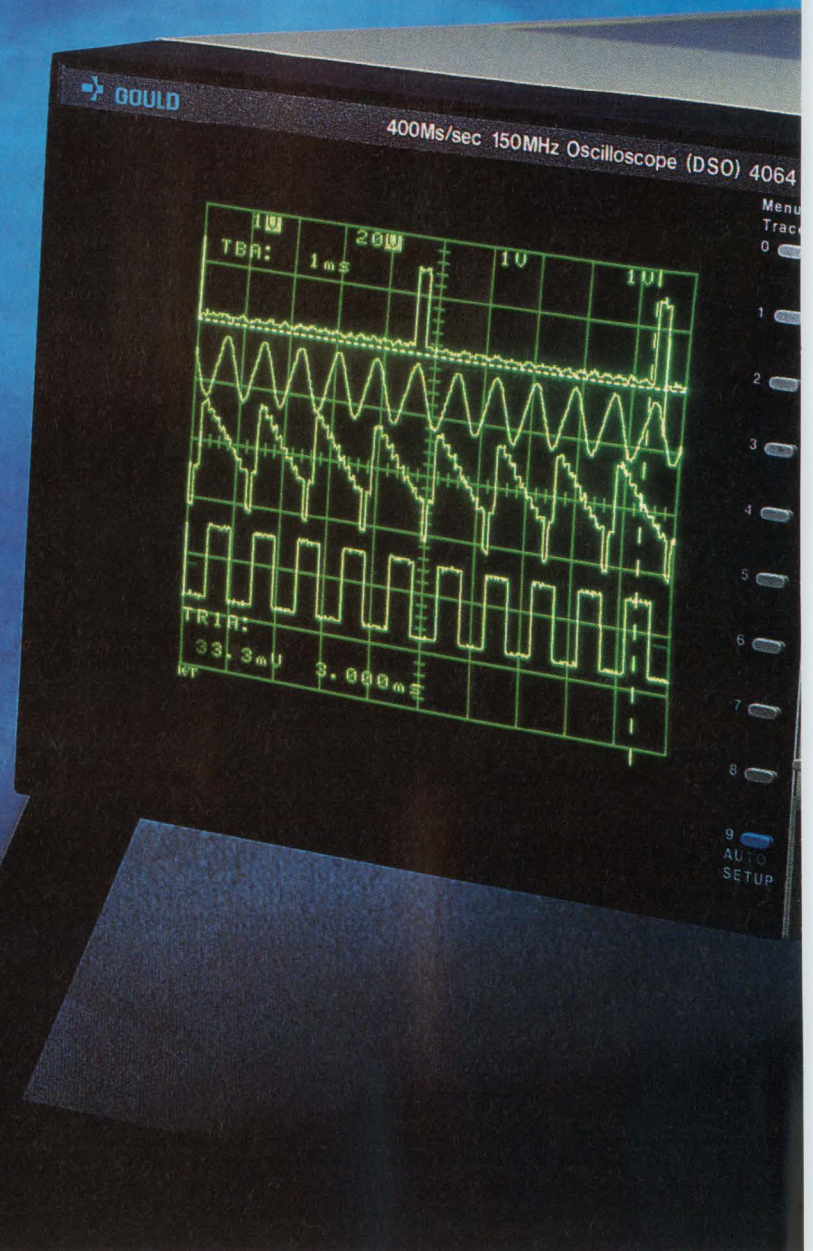 GOULD
400Ms/sec 150MHz Oscilloscope (DSO) 4064
Menu
Trace
0
1
2
3
4
5
6
7
8
9
AUTO
SETUP
1V 20V 1V 1V
TBA: 1ms
TRIA:
33.3mV 3.000ms